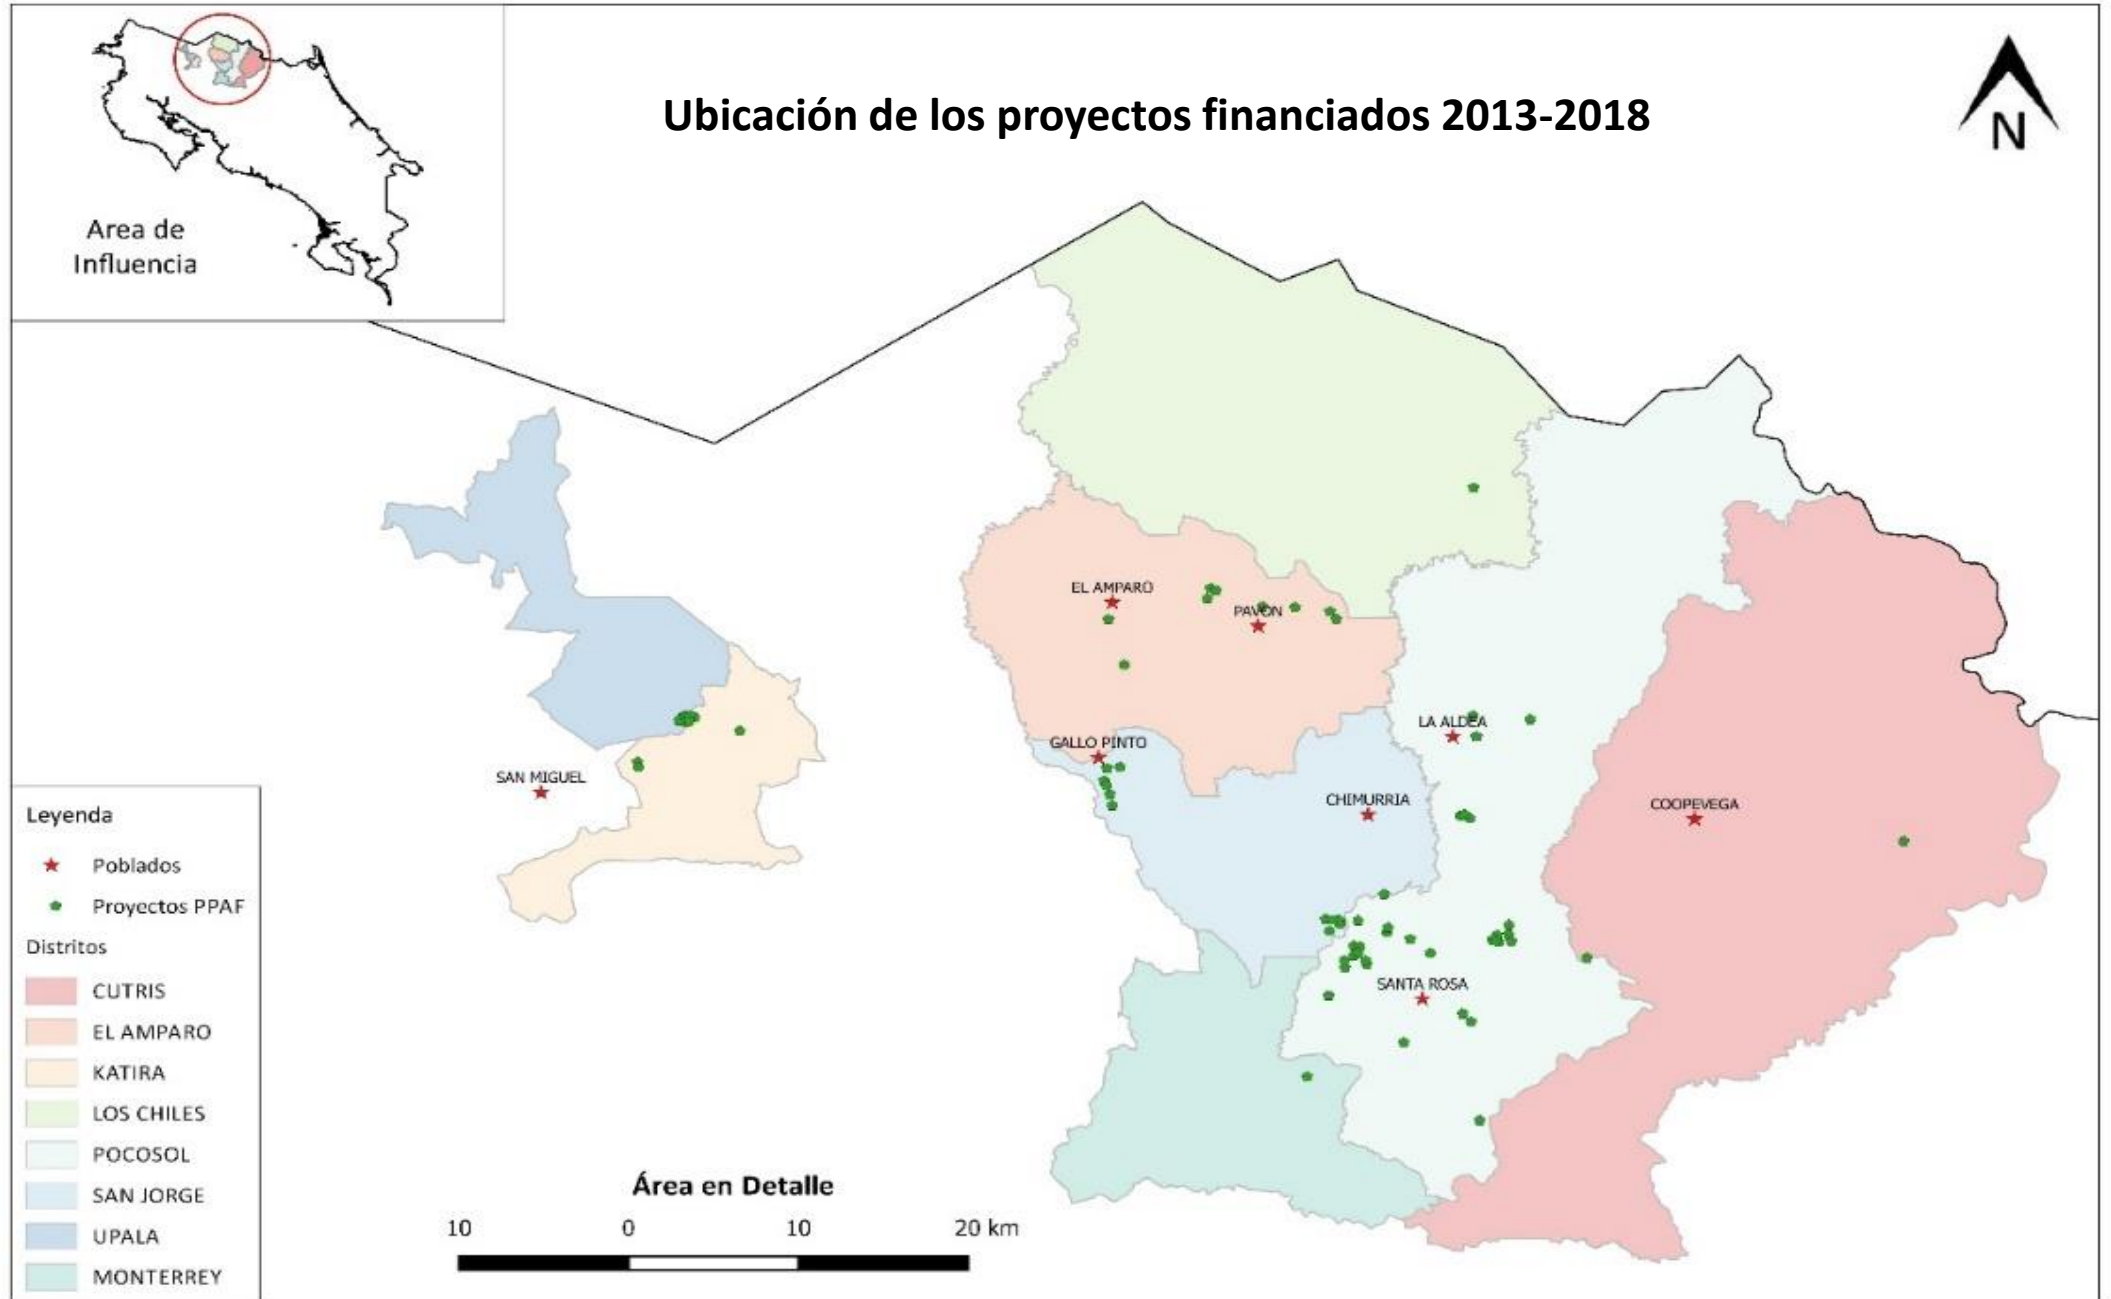 Ubicación de los proyectos financiados 2013-2018
N
Area de
Influencia
EL AMPARO
PAVON
LA ALDEA
GALLO PINTO
SAN MIGUEL
CHIMURRIA
COOPEVEGA
SANTA ROSA
Leyenda
Poblados
Proyectos PPAF
Distritos
CUTRIS
EL AMPARO
KATIRA
LOS CHILES
POCOSOL
SAN JORGE
UPALA
MONTERREY
Área en Detalle
10 0 10 20 km